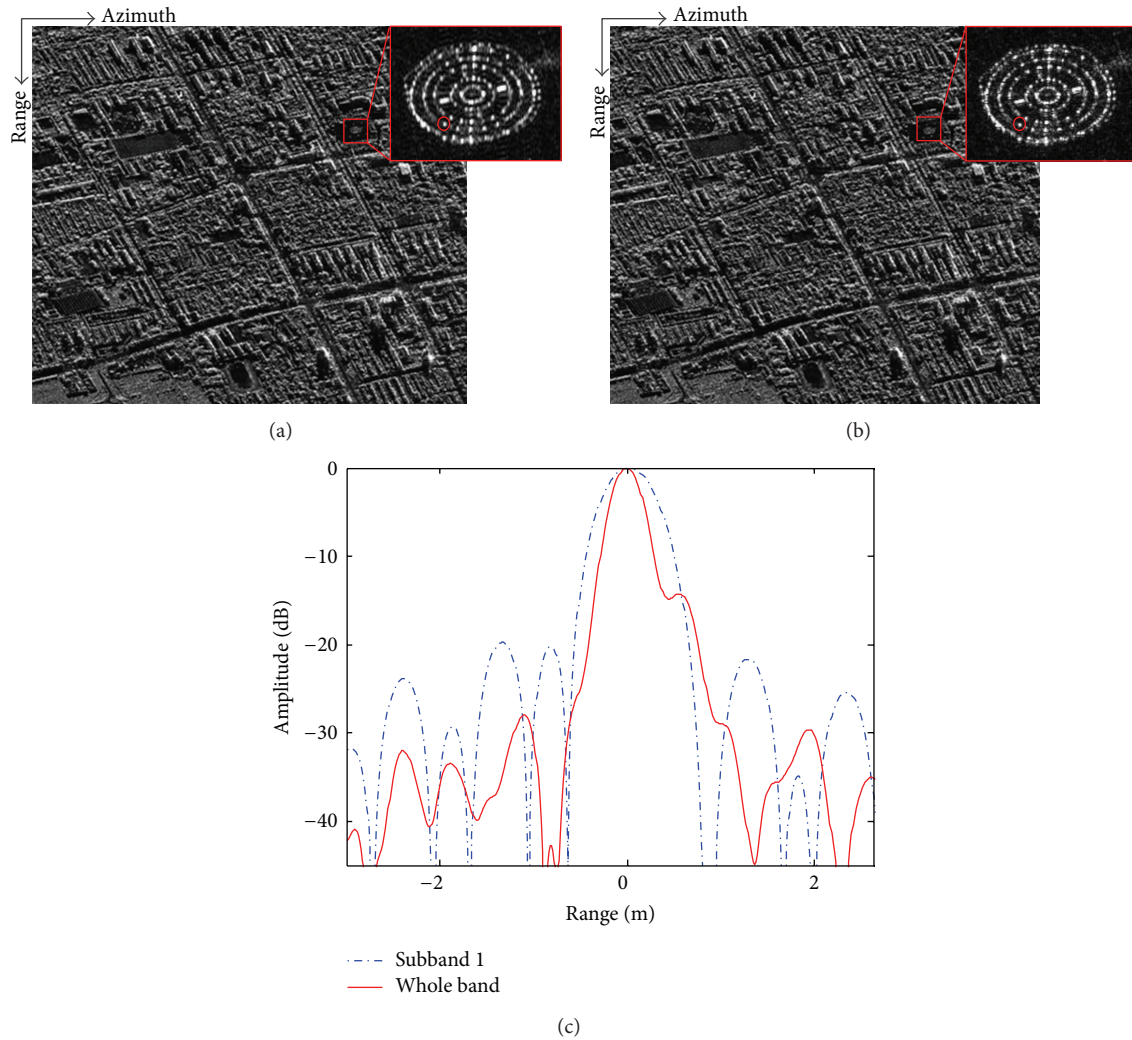 Azimuth
Range
(a)
Azimuth
Range
(b)
0
−10
−20
−30
−40
Amplitude (dB)
−2
0
2
Range (m)
Subband 1
Whole band
(c)